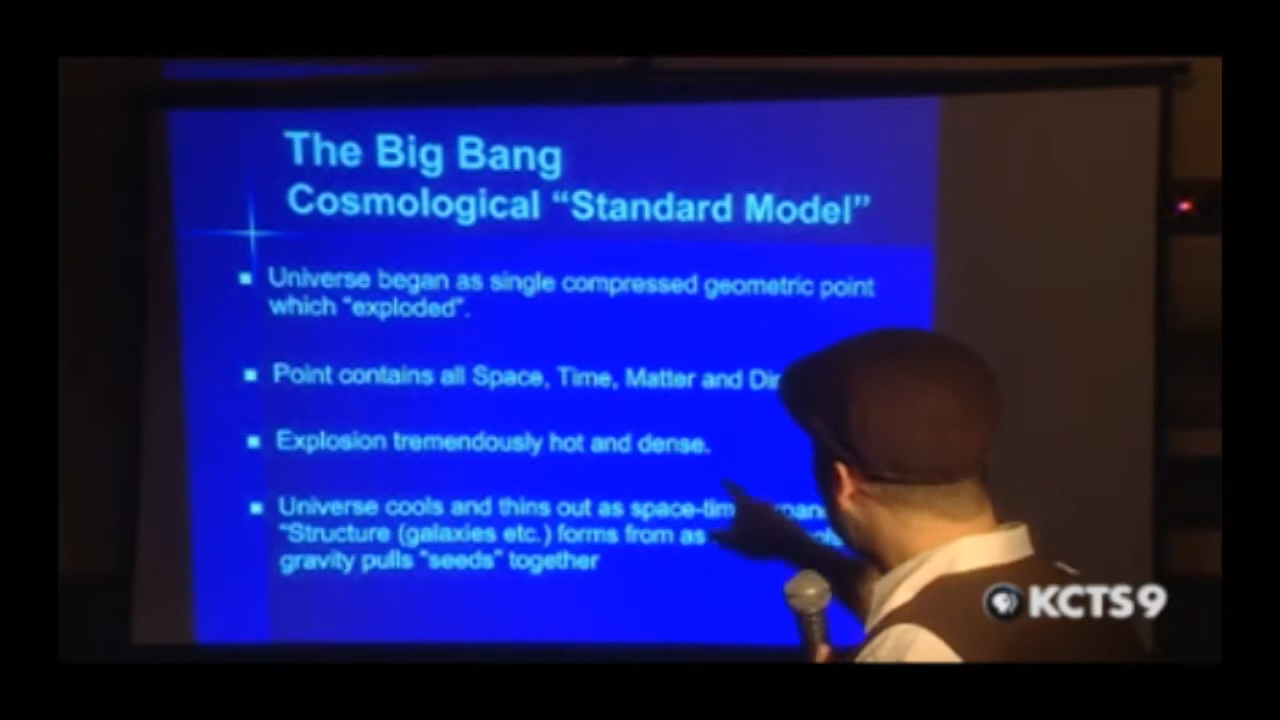 The Big Bang
Cosmological “Standard Model”
Universe began as single compressed geometric point
which “exploded”.
Point contains all Space, Time, Matter and
Explosion tremendously hot and dense.
Universe cools and thins out as
“Structure (galaxies etc.) forms from as
gravity pulls “seeds” together
KCTS 9